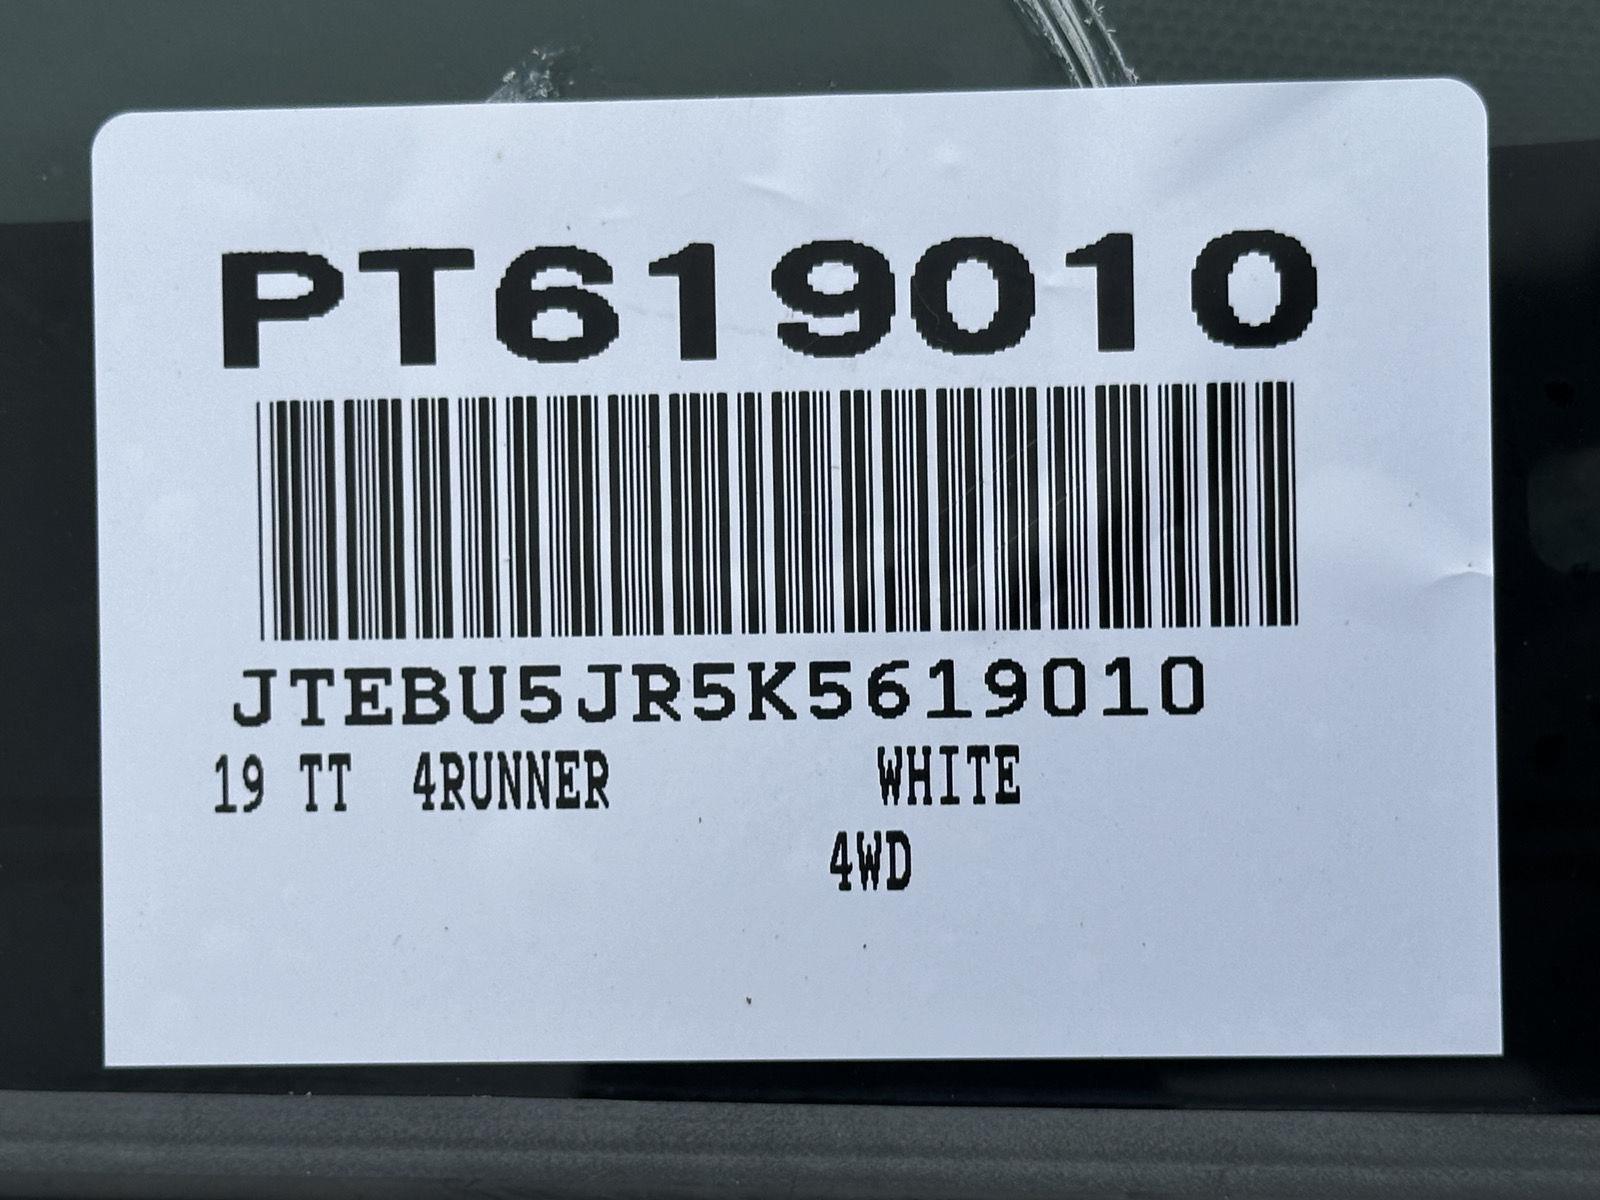 PT619010
JTEBU5JR5K5619010
19 TT 4RUNNER WHITE
4WD